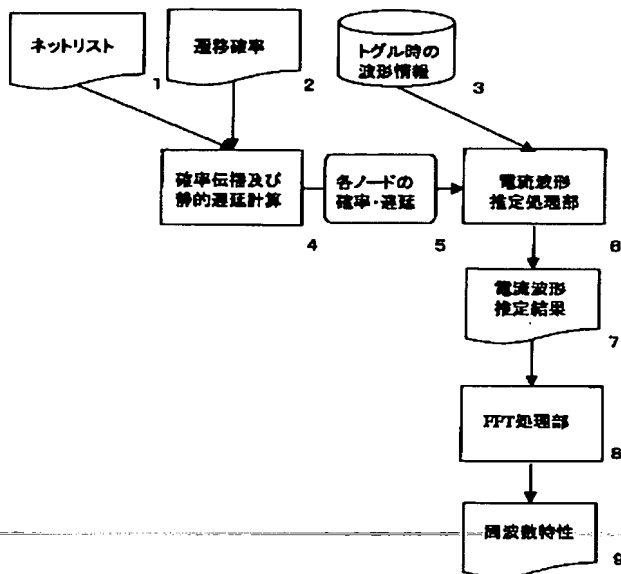 ネットリスト
1
遷移確率
2
トグル時の
波形情報
3
確率伝播及び
静的遅延計算
4
各ノードの
確率・遅延
5
電流波形
推定処理部
6
電流波形
推定結果
7
FFT処理部
8
周波数特性
9